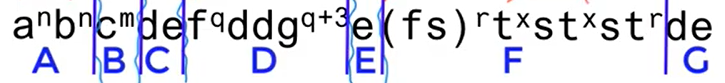 aⁿbⁿcᵐdefᑫddgᑫ⁺³e(fs)ʳtˣstˣstʳde
A B C D E F G